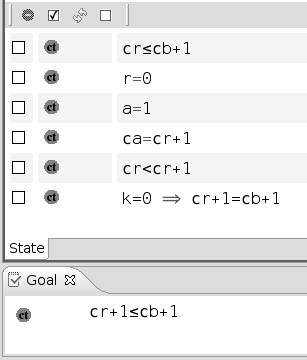 ct cr≤cb+1
ct r=0
ct a=1
ct ca=cr+1
ct cr<cr+1
ct k=0 ⇒ cr+1=cb+1
State
Goal
ct cr+1≤cb+1